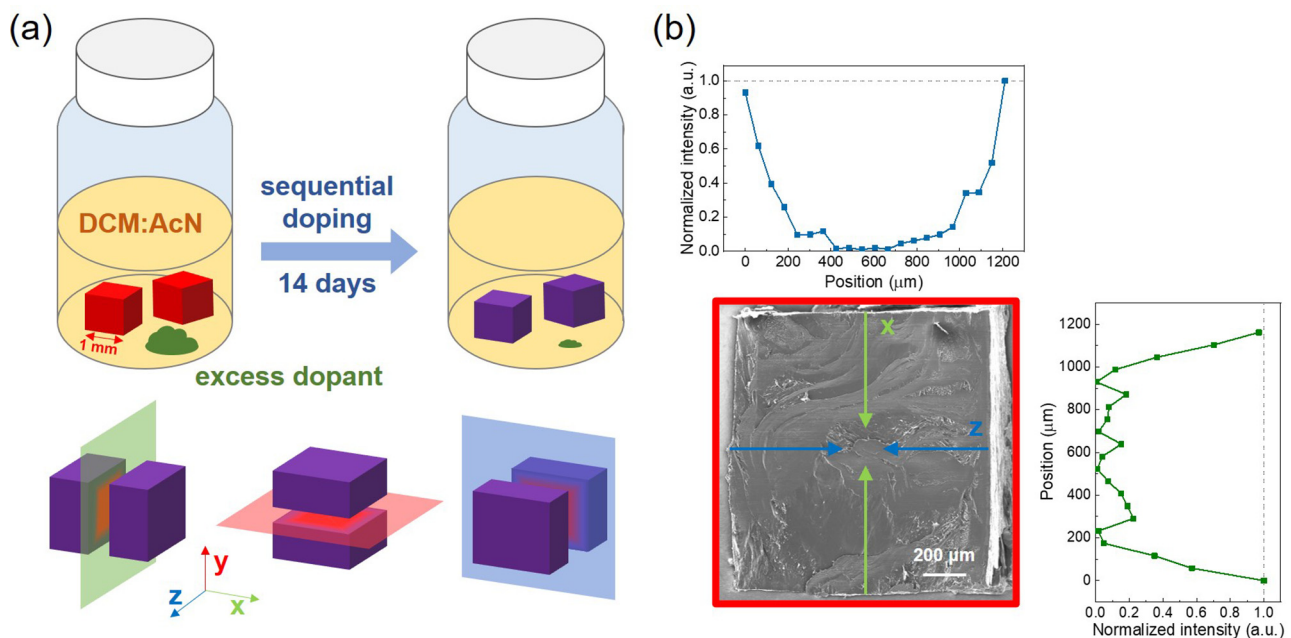 (a)
DCM:AcN
1 mm
sequential
doping
14 days
excess dopant
y
z
x
(b)
Normalized intensity (a.u.)
1.0
0.8
0.6
0.4
0.2
0.0
0 200 400 600 800 1000 1200
Position (μm)
x
z
200 μm
Position (μm)
1200
1000
800
600
400
200
0
0.0 0.2 0.4 0.6 0.8 1.0
Normalized intensity (a.u.)